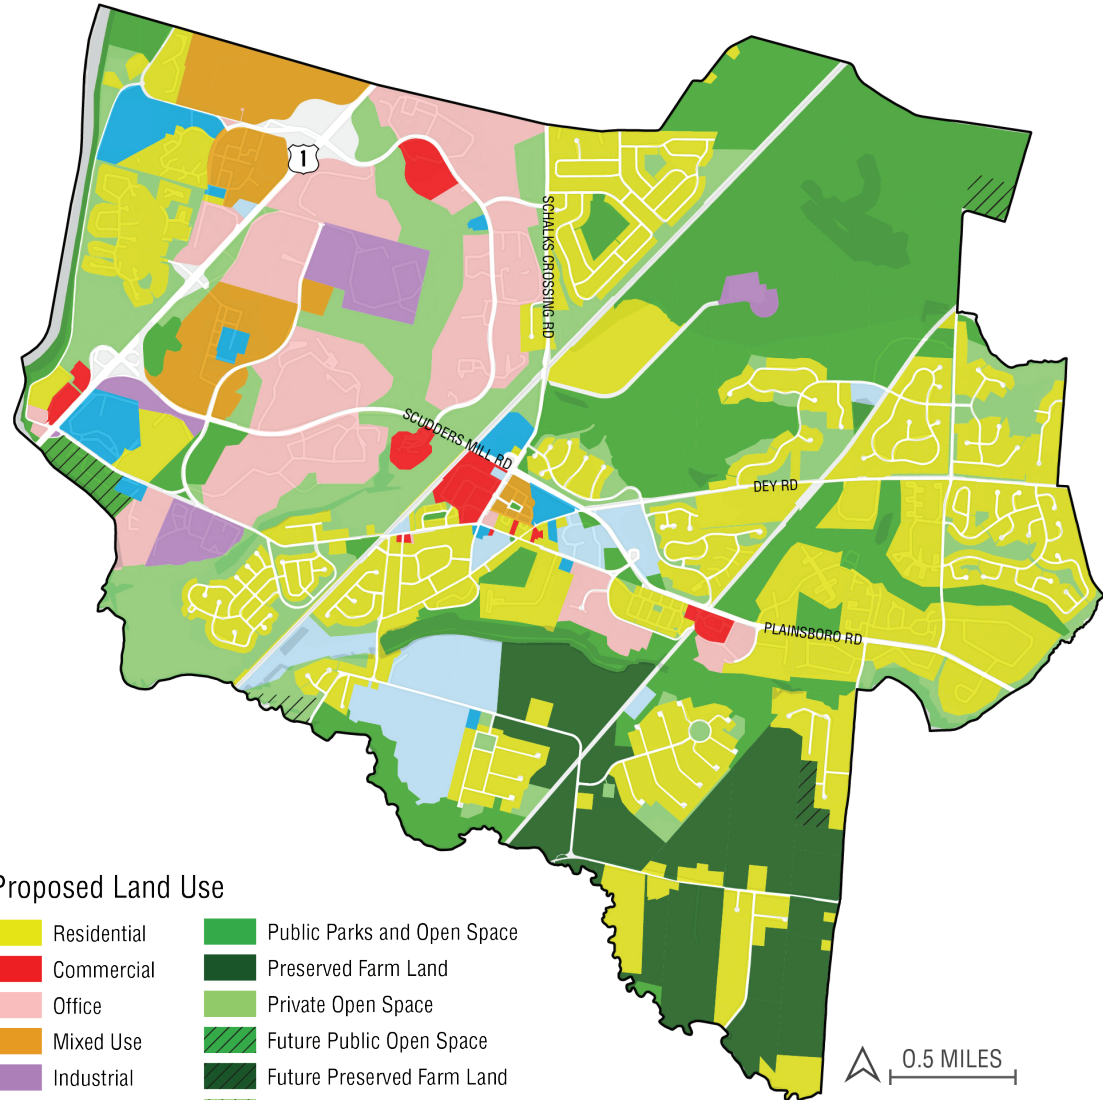 1
SCHALKS CROSSING RD
SCUDDERS MILL RD
DEY RD
PLAINSBORO RD
Proposed Land Use
Residential
Commercial
Office
Mixed Use
Industrial
Public Parks and Open Space
Preserved Farm Land
Private Open Space
Future Public Open Space
Future Preserved Farm Land
0.5 MILES